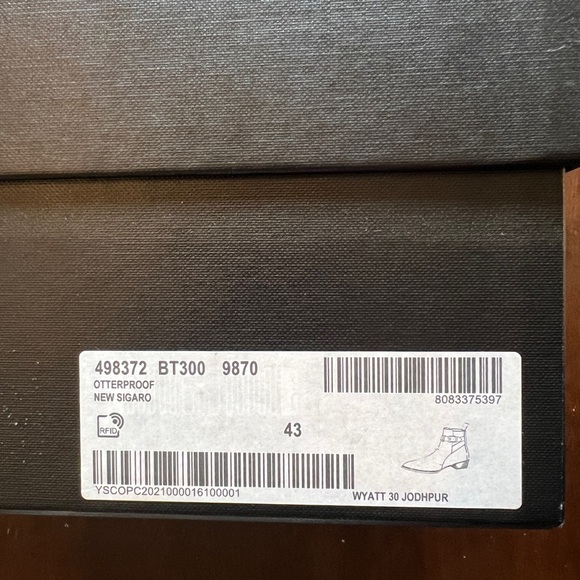 498372 BT300 9870
OTTERPROOF
NEW SIGARO
8083375397
RFID
43
YSCOPC2021000016100001
WYATT 30 JODHPUR